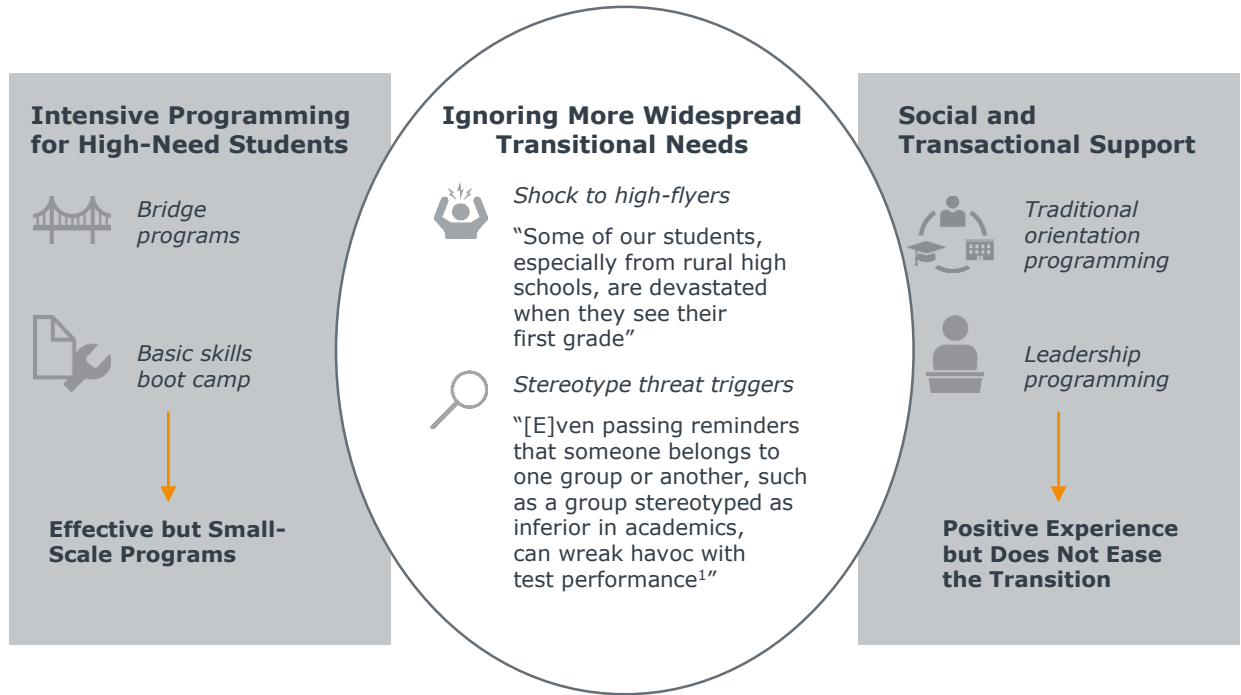 Intensive Programming
for High-Need Students
Bridge
programs
Basic skills
boot camp
Effective but Small-
Scale Programs
Ignoring More Widespread
Transitional Needs
Shock to high-flyers
“Some of our students,
especially from rural high
schools, are devastated
when they see their
first grade”
Stereotype threat triggers
“[E]ven passing reminders
that someone belongs to
one group or another, such
as a group stereotyped as
inferior in academics,
can wreak havoc with
test performance¹”
Social and
Transactional Support
Traditional
orientation
programming
Leadership
programming
Positive Experience
but Does Not Ease
the Transition